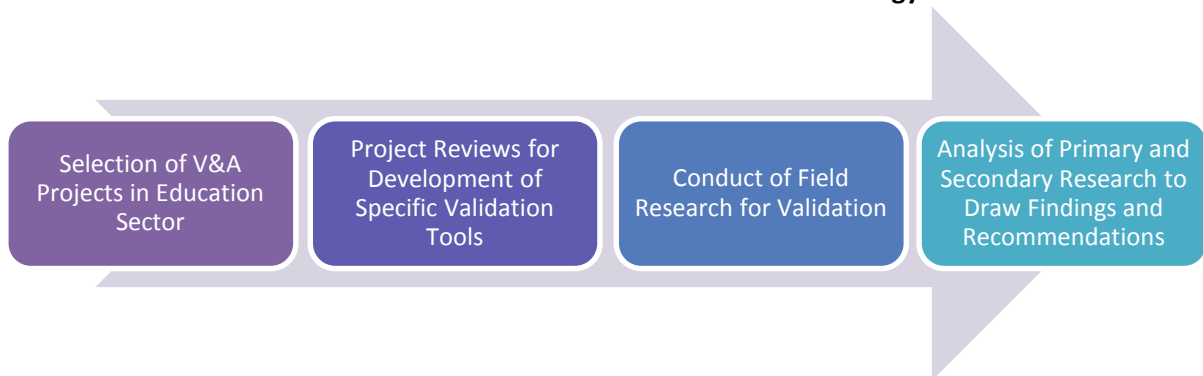 Selection of V&A
Projects in Education
Sector
Project Reviews for
Development of
Specific Validation
Tools
Conduct of Field
Research for Validation
Analysis of Primary and
Secondary Research to
Draw Findings and
Recommendations